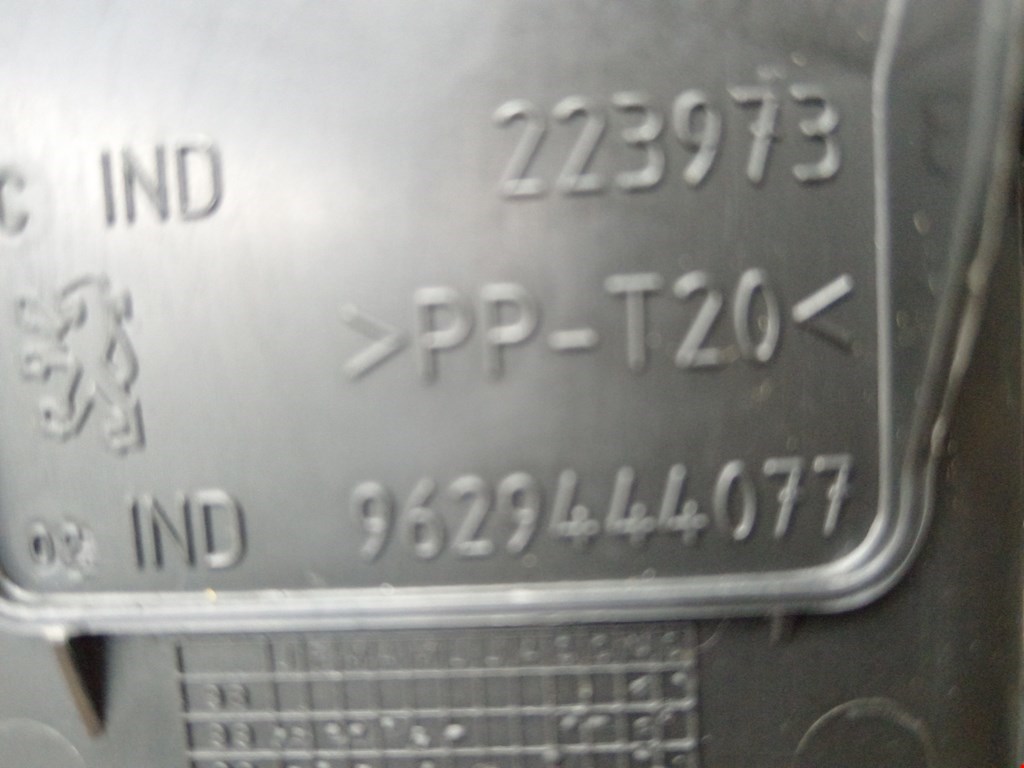 C IND 223973
>PP-T20<
IND 9629444077
J F M A M J J A S O N D